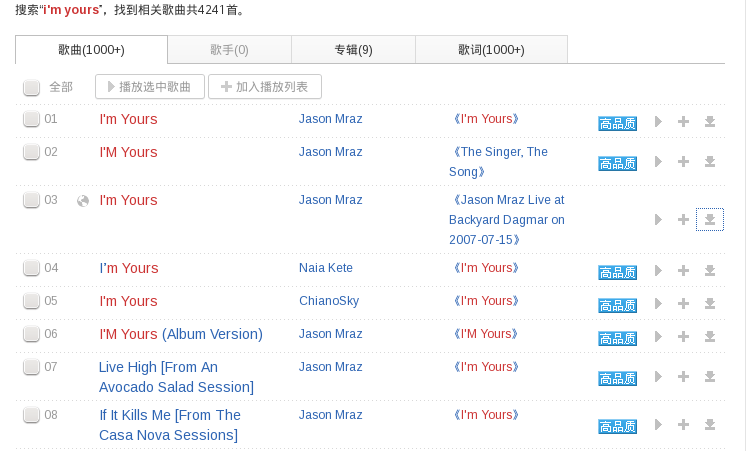 搜索“i'm yours”，找到相关歌曲共4241首。
歌曲(1000+) 歌手(0) 专辑(9) 歌词(1000+)
全部 播放选中歌曲 加入播放列表
01 I'm Yours Jason Mraz 《I'm Yours》 高品质
02 I'M Yours Jason Mraz 《The Singer, The
Song》 高品质
03 I'm Yours Jason Mraz 《Jason Mraz Live at
Backyard Dagmar on
2007-07-15》
04 I'm Yours Naia Kete 《I'm Yours》 高品质
05 I'm Yours ChianoSky 《I'm Yours》 高品质
06 I'M Yours (Album Version) Jason Mraz 《I'M Yours》 高品质
07 Live High [From An Jason Mraz 《I'm Yours》
Avocado Salad Session] 高品质
08 If It Kills Me [From The Jason Mraz 《I'm Yours》
Casa Nova Sessions] 高品质